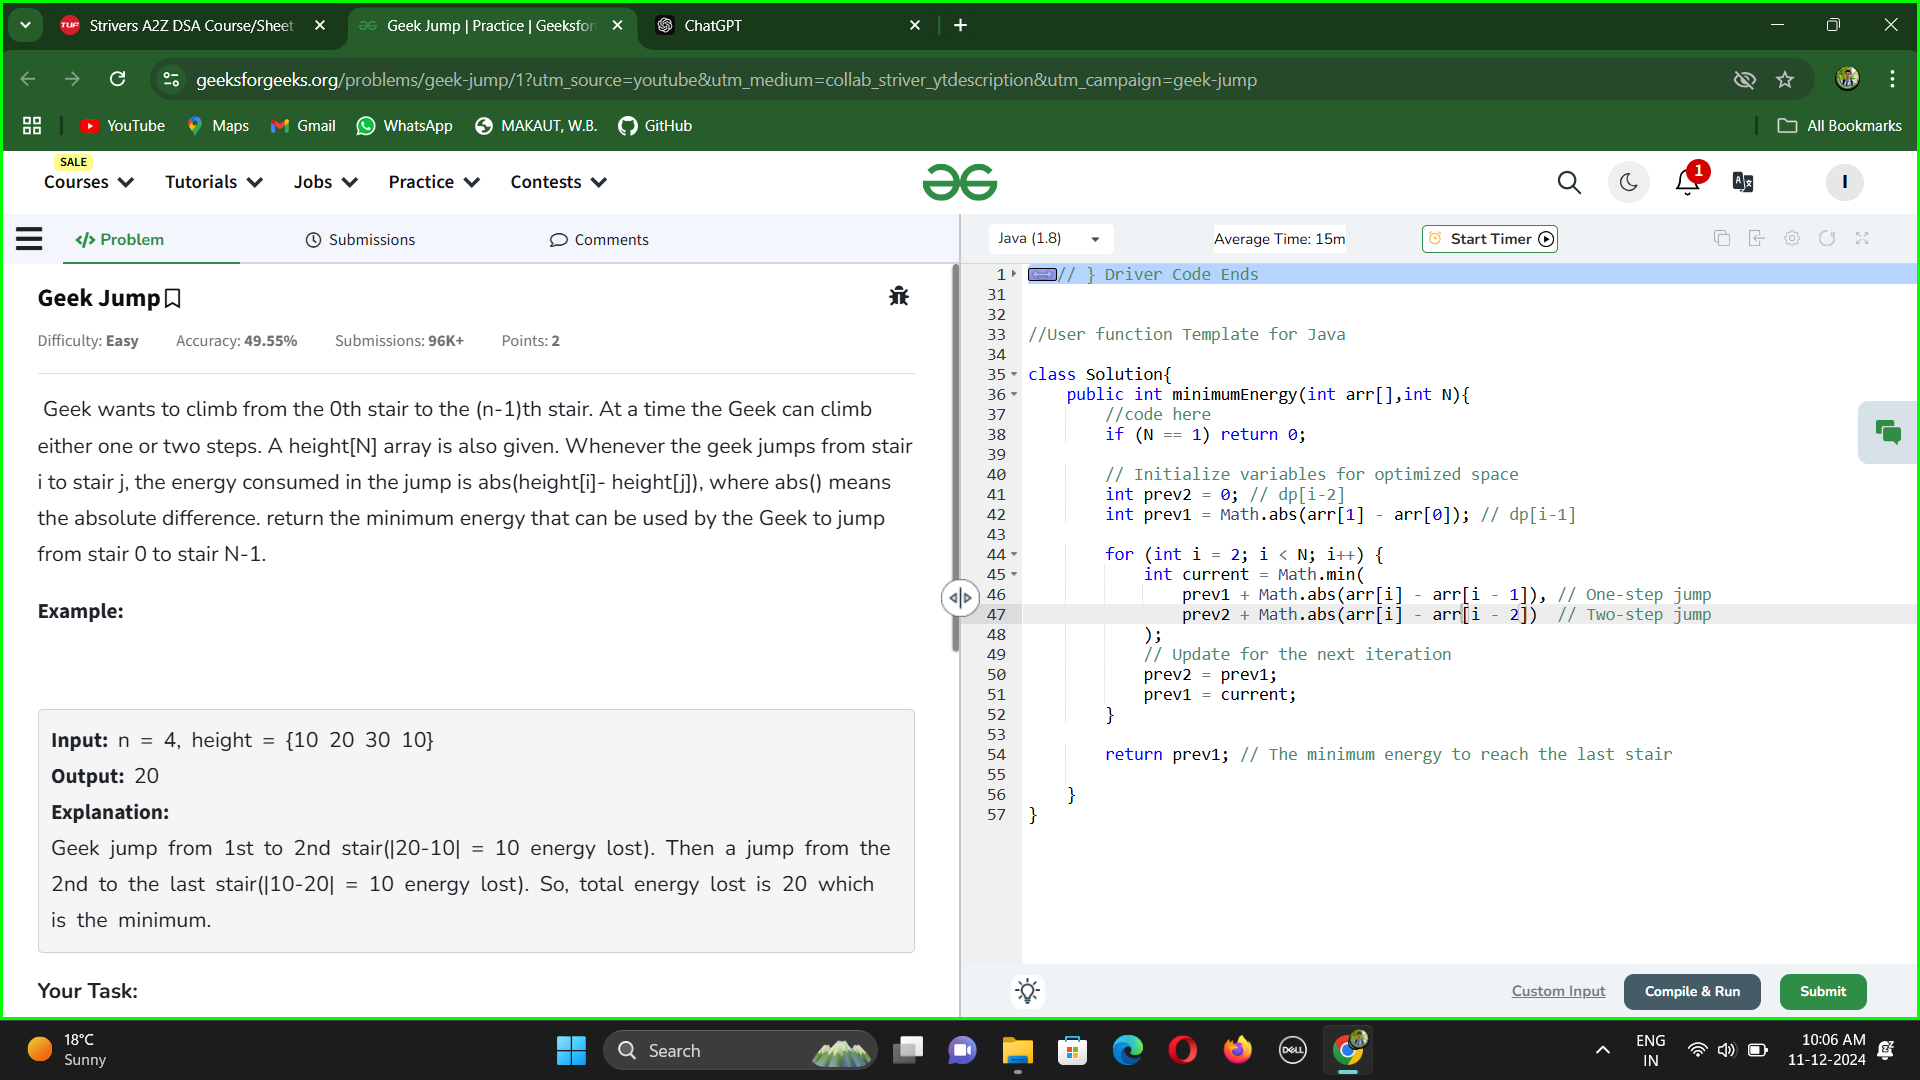 Strivers A2Z DSA Course/Sheet
Geek Jump | Practice | Geeksfor
ChatGPT
geeksforgeeks.org/problems/geek-jump/1?utm_source=youtube&utm_medium=collab_striver_ytdescription&utm_campaign=geek-jump
YouTube
Maps
Gmail
WhatsApp
MAKAUT, W.B.
GitHub
All Bookmarks
SALE
Courses
Tutorials
Jobs
Practice
Contests
1
I
Problem
Submissions
Comments
Geek Jump
Difficulty: Easy Accuracy: 49.55% Submissions: 96K+ Points: 2
Geek wants to climb from the 0th stair to the (n-1)th stair. At a time the Geek can climb
either one or two steps. A height[N] array is also given. Whenever the geek jumps from stair
i to stair j, the energy consumed in the jump is abs(height[i]- height[j]), where abs() means
the absolute difference. return the minimum energy that can be used by the Geek to jump
from stair 0 to stair N-1.
Example:
Input: n = 4, height = {10 20 30 10}
Output: 20
Explanation:
Geek jump from 1st to 2nd stair(|20-10| = 10 energy lost). Then a jump from the
2nd to the last stair(|10-20| = 10 energy lost). So, total energy lost is 20 which
is the minimum.
Your Task:
Java (1.8)
Average Time: 15m
Start Timer
1 // } Driver Code Ends
31
32
33 //User function Template for Java
34
35 class Solution{
36 public int minimumEnergy(int arr[],int N){
37 //code here
38 if (N == 1) return 0;
39
40 // Initialize variables for optimized space
41 int prev2 = 0; // dp[i-2]
42 int prev1 = Math.abs(arr[1] - arr[0]); // dp[i-1]
43
44 for (int i = 2; i < N; i++) {
45 int current = Math.min(
46 prev1 + Math.abs(arr[i] - arr[i - 1]), // One-step jump
47 prev2 + Math.abs(arr[i] - arr[i - 2]) // Two-step jump
48 );
49 // Update for the next iteration
50 prev2 = prev1;
51 prev1 = current;
52 }
53
54 return prev1; // The minimum energy to reach the last stair
55
56 }
57 }
Custom Input
Compile & Run
Submit
18°C
Sunny
Search
DELL
ENG
IN
10:06 AM
11-12-2024